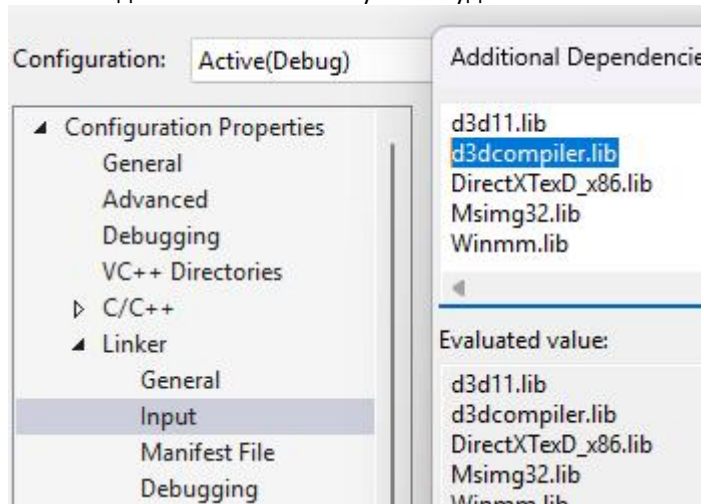 Configuration:
Active(Debug)
Configuration Properties
General
Advanced
Debugging
VC++ Directories
C/C++
Linker
General
Input
Manifest File
Debugging
Additional Dependencie
d3d11.lib
d3dcompiler.lib
DirectXTexD_x86.lib
Msimg32.lib
Winmm.lib
Evaluated value:
d3d11.lib
d3dcompiler.lib
DirectXTexD_x86.lib
Msimg32.lib
Winmm.lib